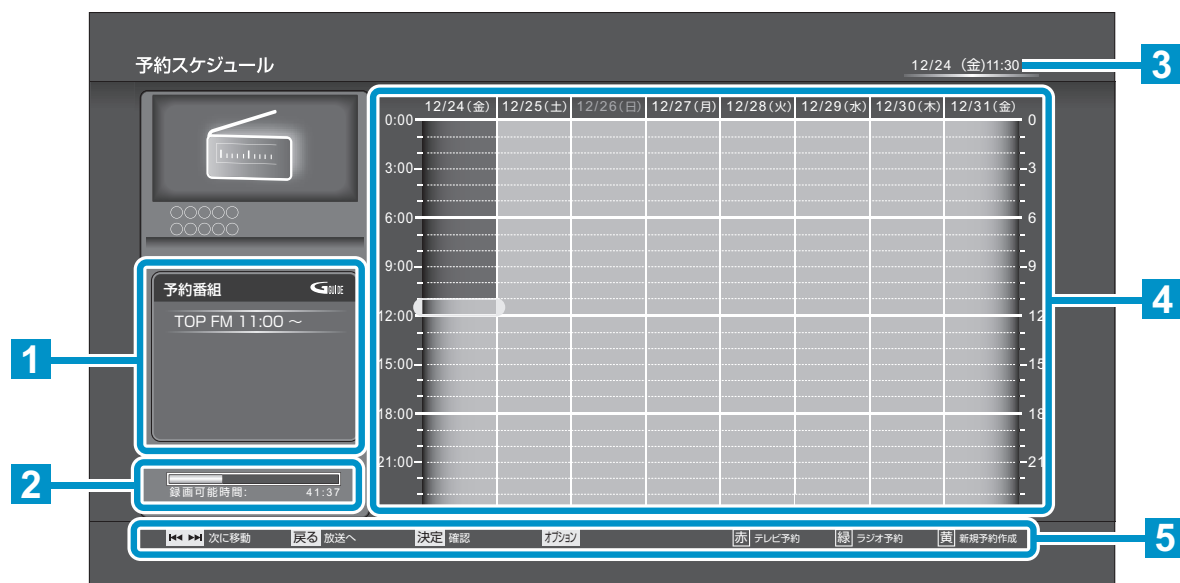 予約スケジュール
12/24 (金)11:30
3
12/24(金) 12/25(土) 12/26(日) 12/27(月) 12/28(火) 12/29(水) 12/30(木) 12/31(金)
0:00 0
3:00 3
6:00 6
9:00 9
12:00 12
15:00 15
18:00 18
21:00 21
4
○○○○○
○○○○○
予約番組 GGUIDE
TOP FM 11:00 ～
1
録画可能時間: 41:37
2
次に移動 戻る 放送へ 決定 確認 オプション 赤 テレビ予約 緑 ラジオ予約 黄 新規予約作成
5